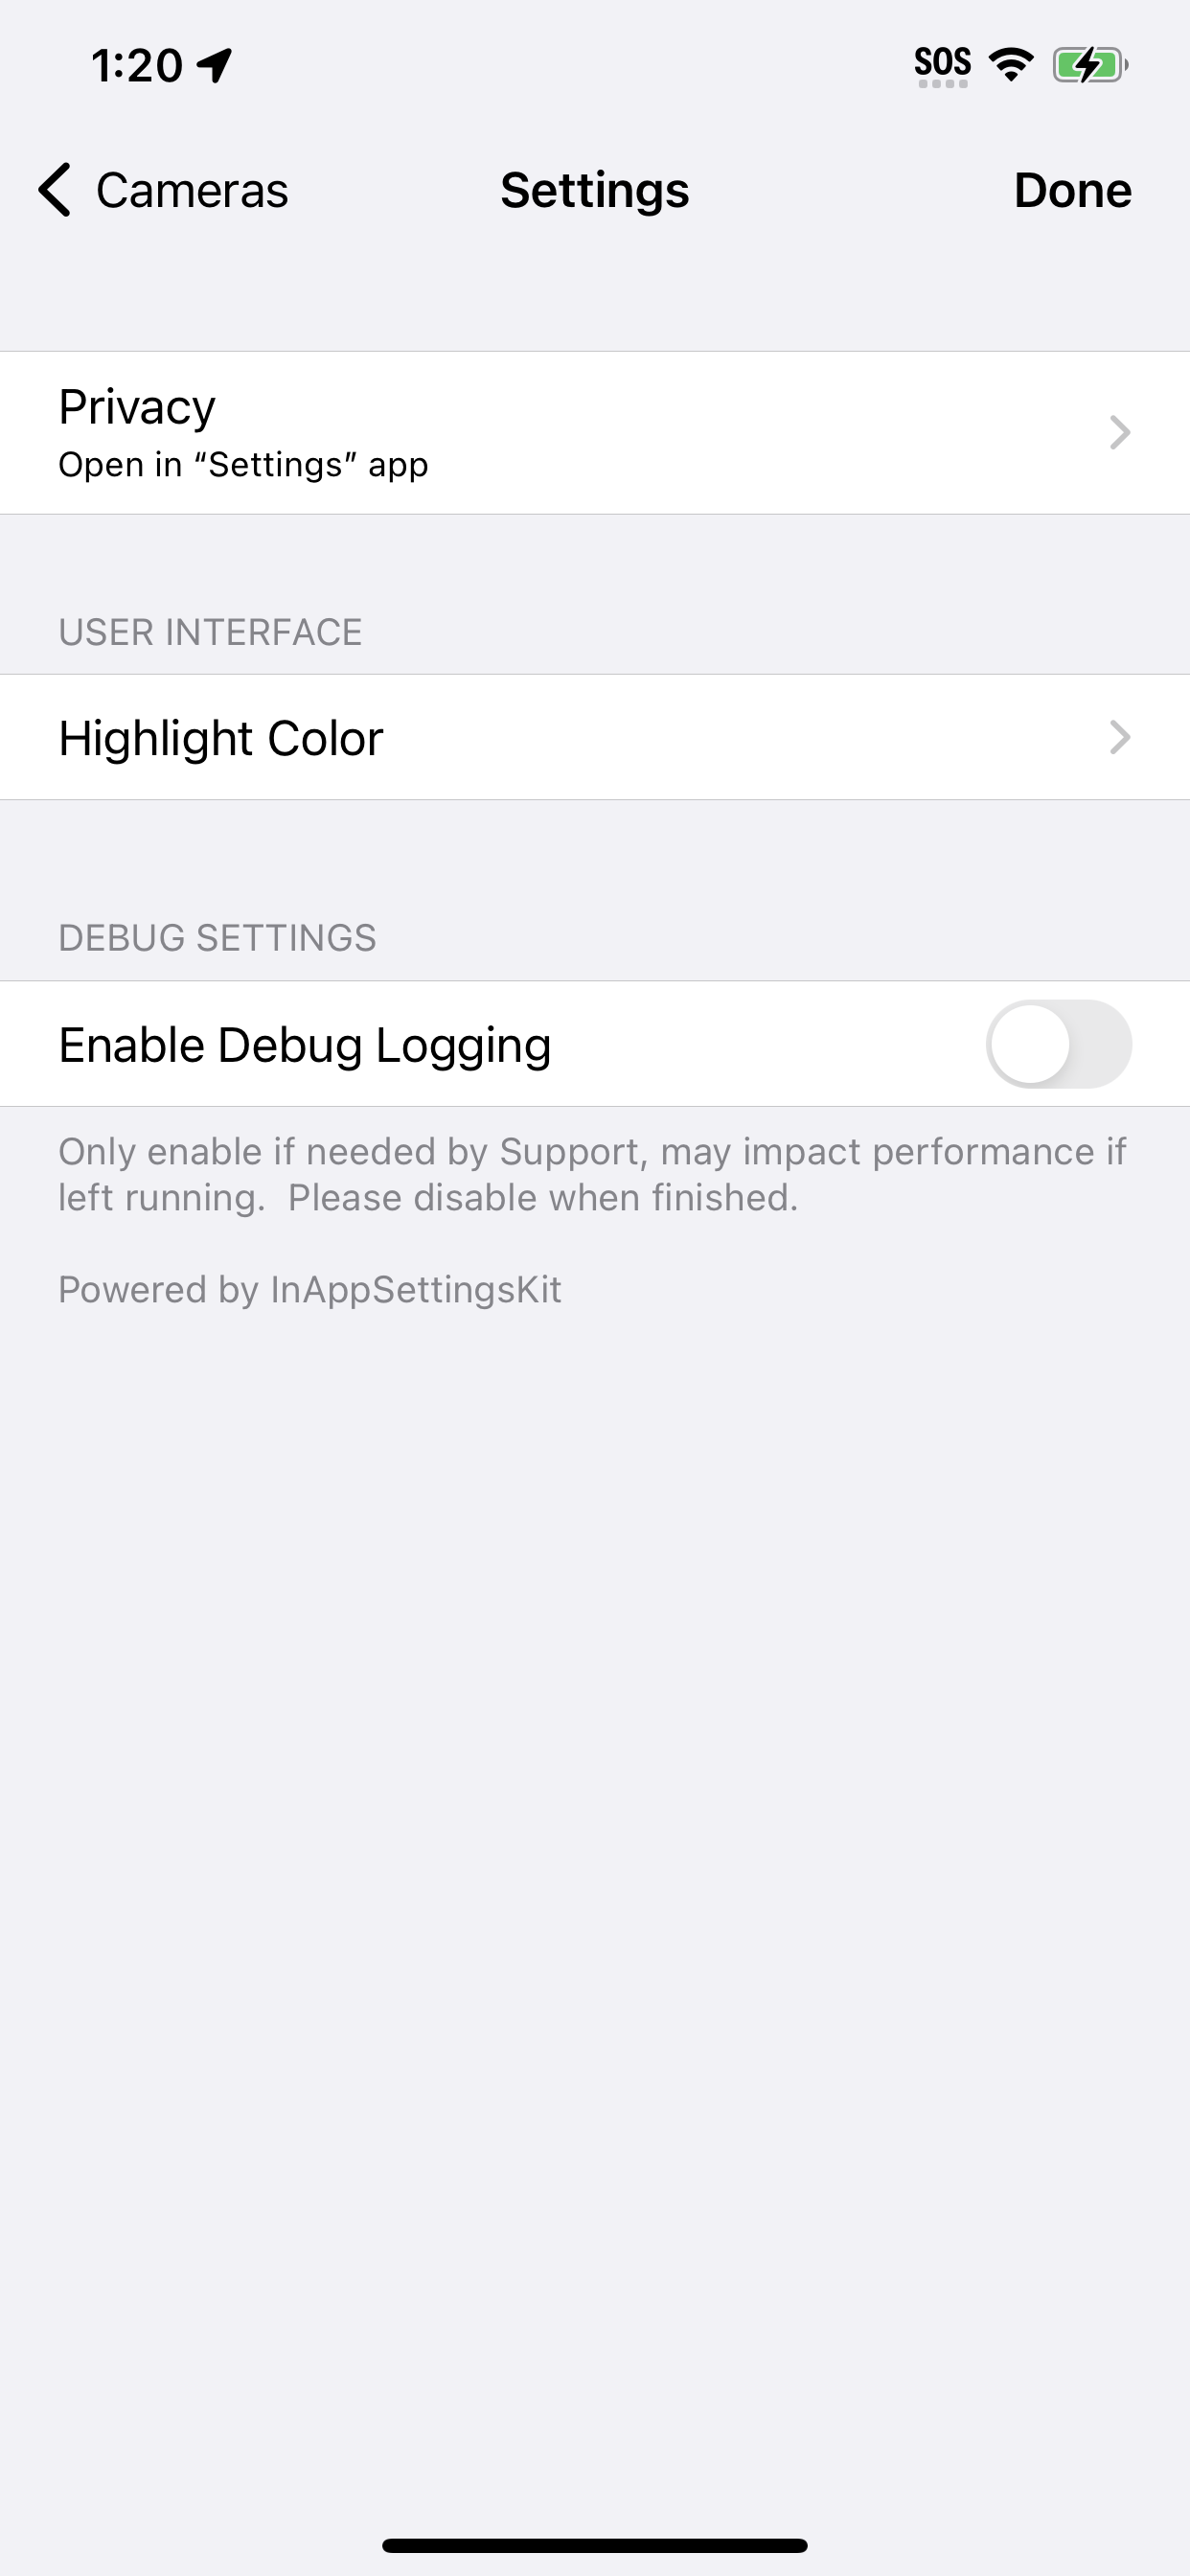 1:20 SOS
Cameras Settings Done
Privacy
Open in “Settings” app
USER INTERFACE
Highlight Color
DEBUG SETTINGS
Enable Debug Logging
Only enable if needed by Support, may impact performance if
left running.  Please disable when finished.
Powered by InAppSettingsKit